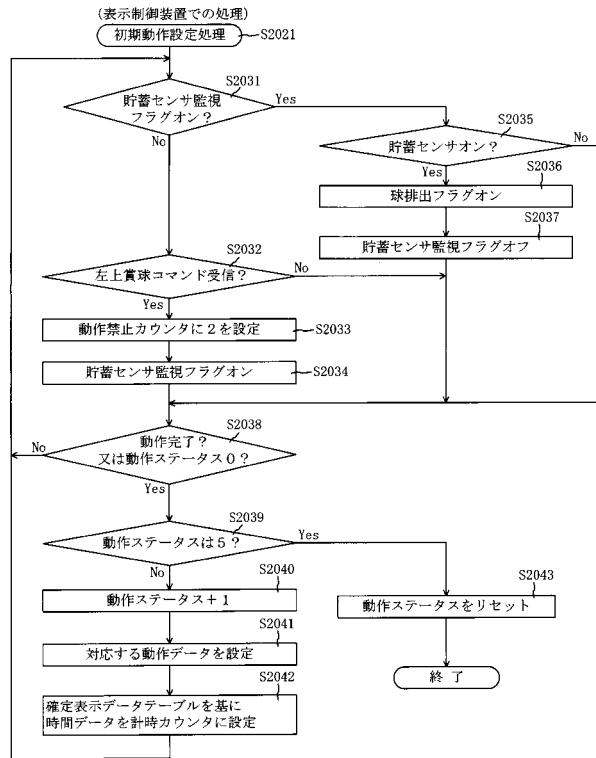 (表示制御装置での処理)
初期動作設定処理
S2021
S2031
貯蓄センサ監視
フラグオン？
Yes
No
S2035
貯蓄センサオン？
No
Yes
S2036
球排出フラグオン
S2037
貯蓄センサ監視フラグオフ
S2032
左上賞球コマンド受信？
No
Yes
動作禁止カウンタに２を設定
S2033
貯蓄センサ監視フラグオン
S2034
S2038
動作完了？
又は動作ステータス０？
No
Yes
S2039
動作ステータスは５？
Yes
No
S2040
動作ステータス＋１
S2043
動作ステータスをリセット
S2041
対応する動作データを設定
終 了
S2042
確定表示データテーブルを基に
時間データを計時カウンタに設定